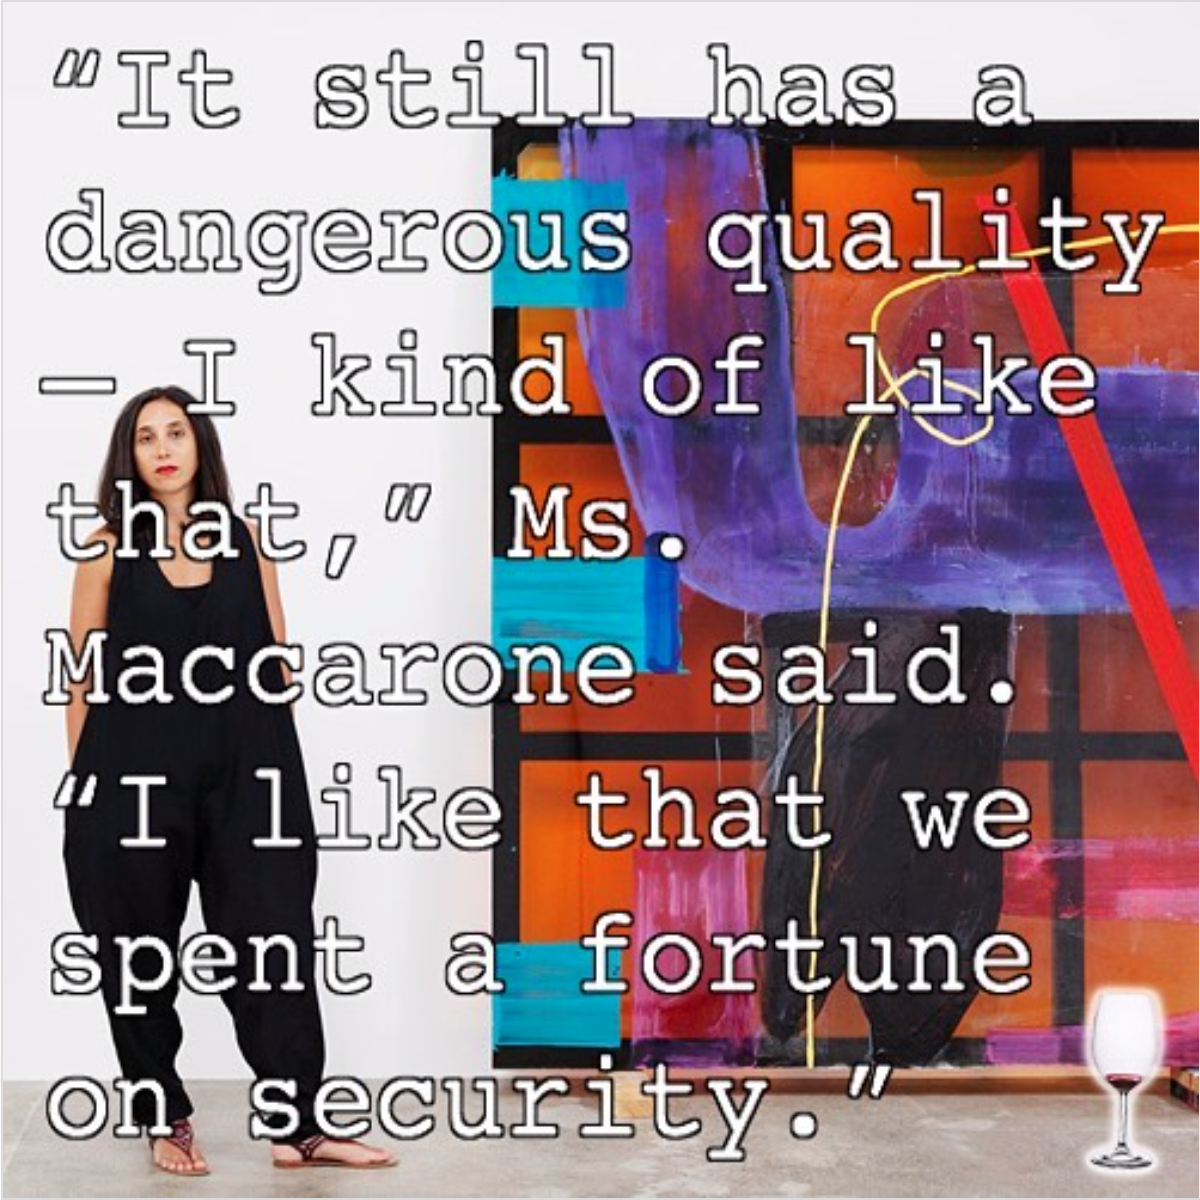 “It still has a
dangerous quality
— I kind of like
that,” Ms.
Maccarone said.
“I like that we
spent a fortune
on security.”